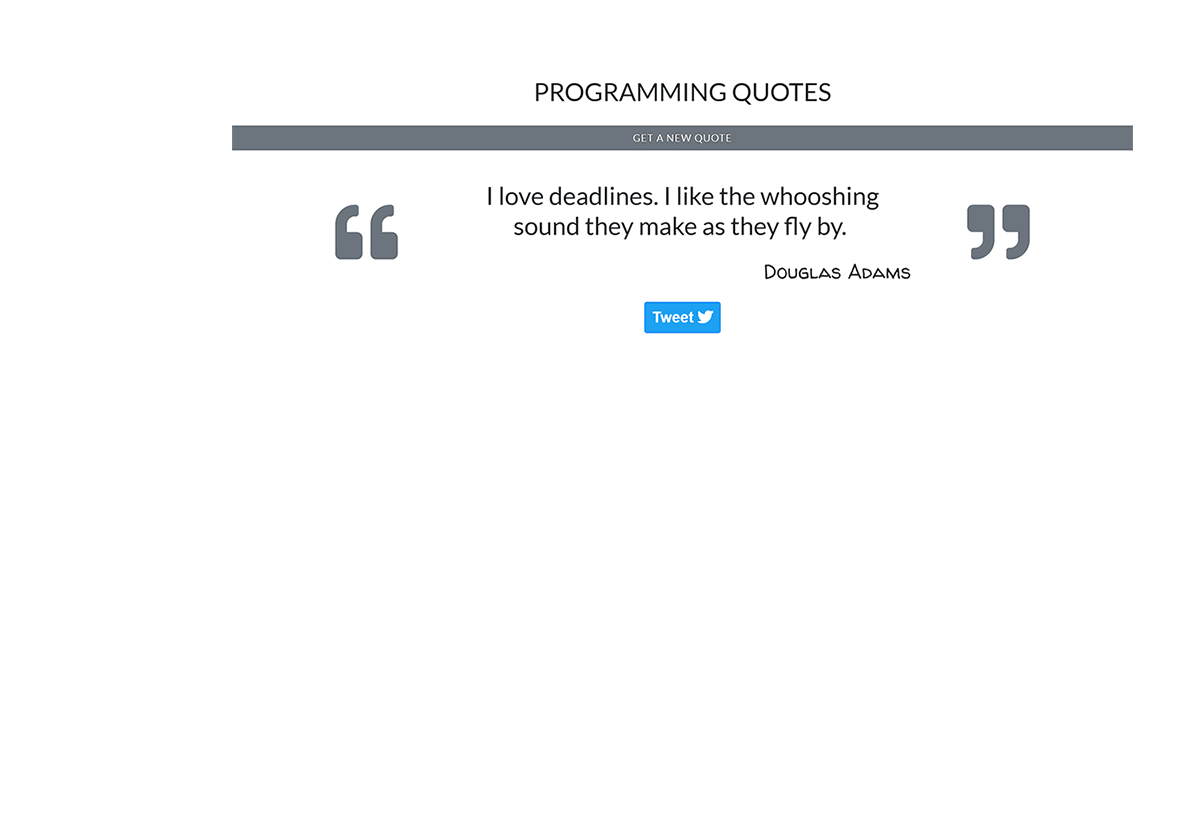 PROGRAMMING QUOTES
GET A NEW QUOTE
I love deadlines. I like the whooshing
sound they make as they fly by.
Douglas Adams
Tweet